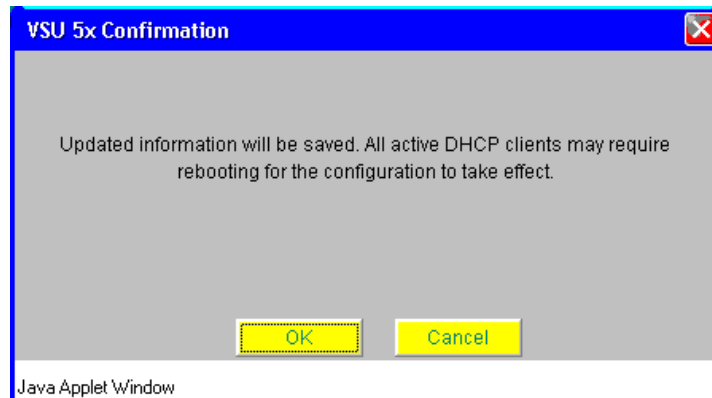 VSU 5x Confirmation
Updated information will be saved. All active DHCP clients may require
rebooting for the configuration to take effect.
OK
Cancel
Java Applet Window